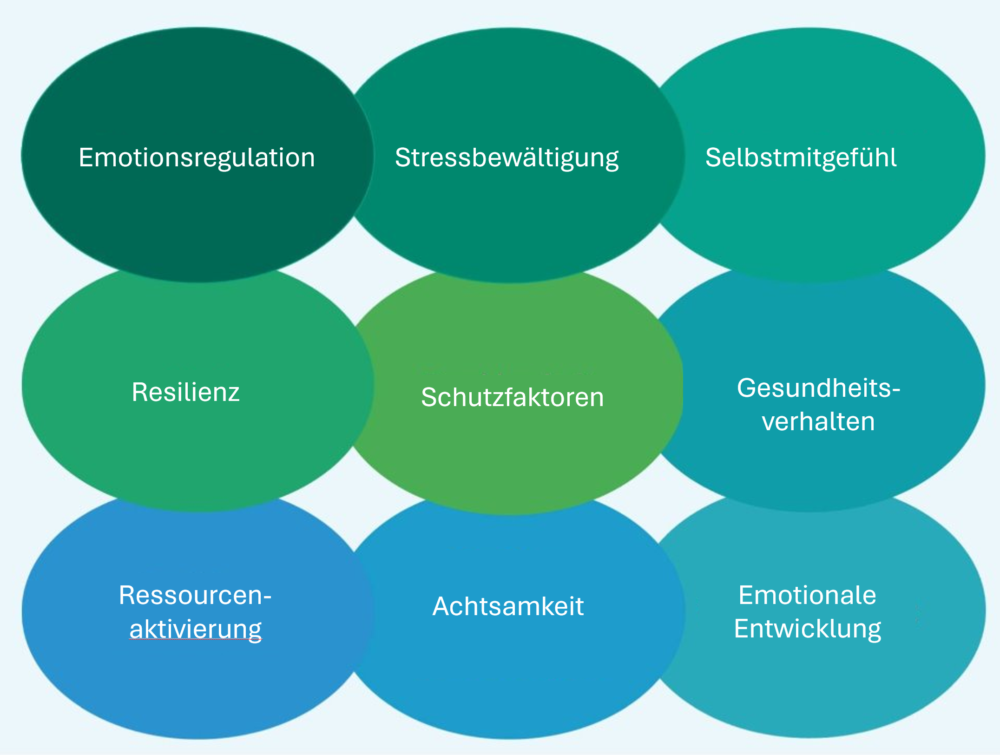 Emotionsregulation
Stressbewältigung
Selbstmitgefühl
Resilienz
Schutzfaktoren
Gesundheits-
verhalten
Ressourcen-
aktivierung
Achtsamkeit
Emotionale
Entwicklung